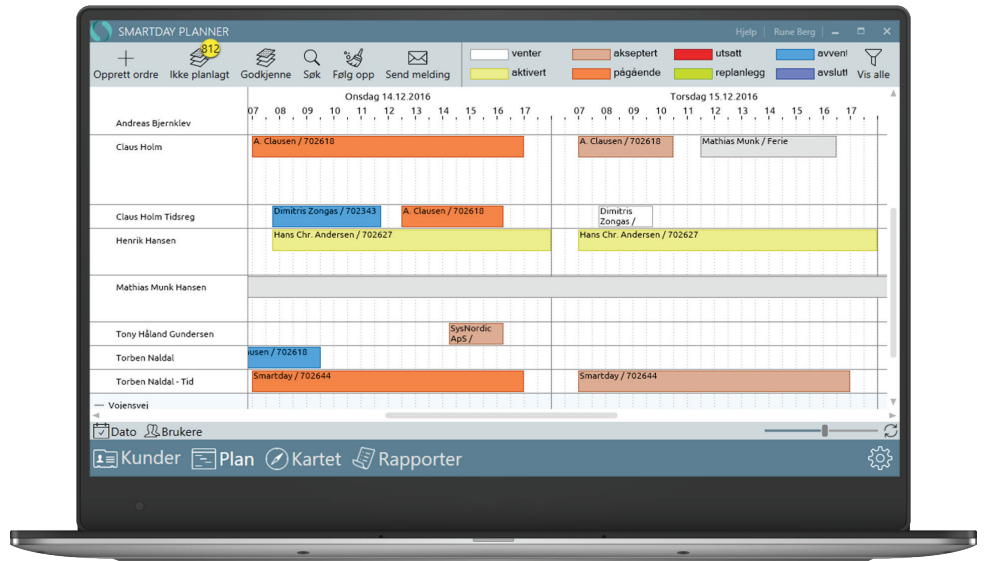 SMARTDAY PLANNER
Hjelp | Rune Berg
812
Opprett ordre Ikke planlagt Godkjenne Søk Følg opp Send melding
venter akseptert utsatt avvent
aktivert pågående replanlegg avslutt
Vis alle
Onsdag 14.12.2016 Torsdag 15.12.2016
07 08 09 10 11 12 13 14 15 16 17 07 08 09 10 11 12 13 14 15 16 17
Andreas Bjernklev
Claus Holm
A. Clausen / 702618 A. Clausen / 702618 Mathias Munk / Ferie
Claus Holm Tidsreg
Dimitris Zongas / 702343 A. Clausen / 702618 Dimitris
Zongas /
Henrik Hansen
Hans Chr. Andersen / 702627 Hans Chr. Andersen / 702627
Mathias Munk Hansen
Tony Håland Gundersen
SysNordic
ApS /
Torben Naldal
usen / 702618
Torben Naldal - Tid
Smartday / 702644 Smartday / 702644
Vojensvej
Dato Brukere
Kunder Plan Kartet Rapporter